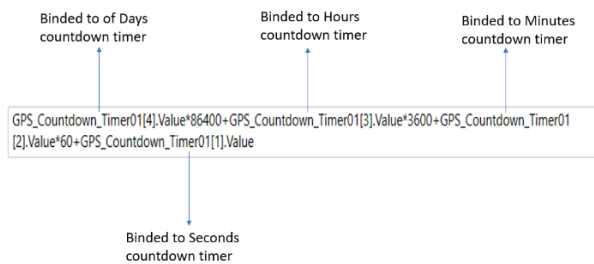 Binded to of Days
countdown timer
Binded to Hours
countdown timer
Binded to Minutes
countdown timer
GPS_Countdown_Timer01[4].Value*86400+GPS_Countdown_Timer01[3].Value*3600+GPS_Countdown_Timer01
[2].Value*60+GPS_Countdown_Timer01[1].Value
Binded to Seconds
countdown timer